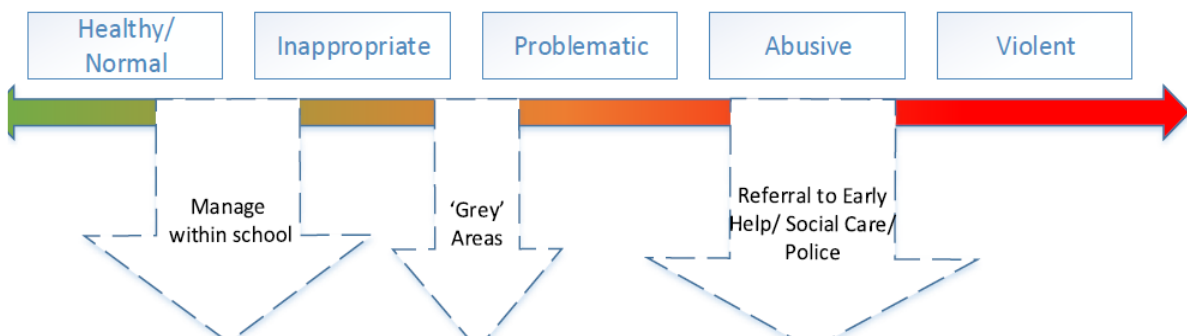 Healthy/
Normal
Inappropriate
Problematic
Abusive
Violent
Manage
within school
‘Grey’
Areas
Referral to Early
Help/ Social Care/
Police